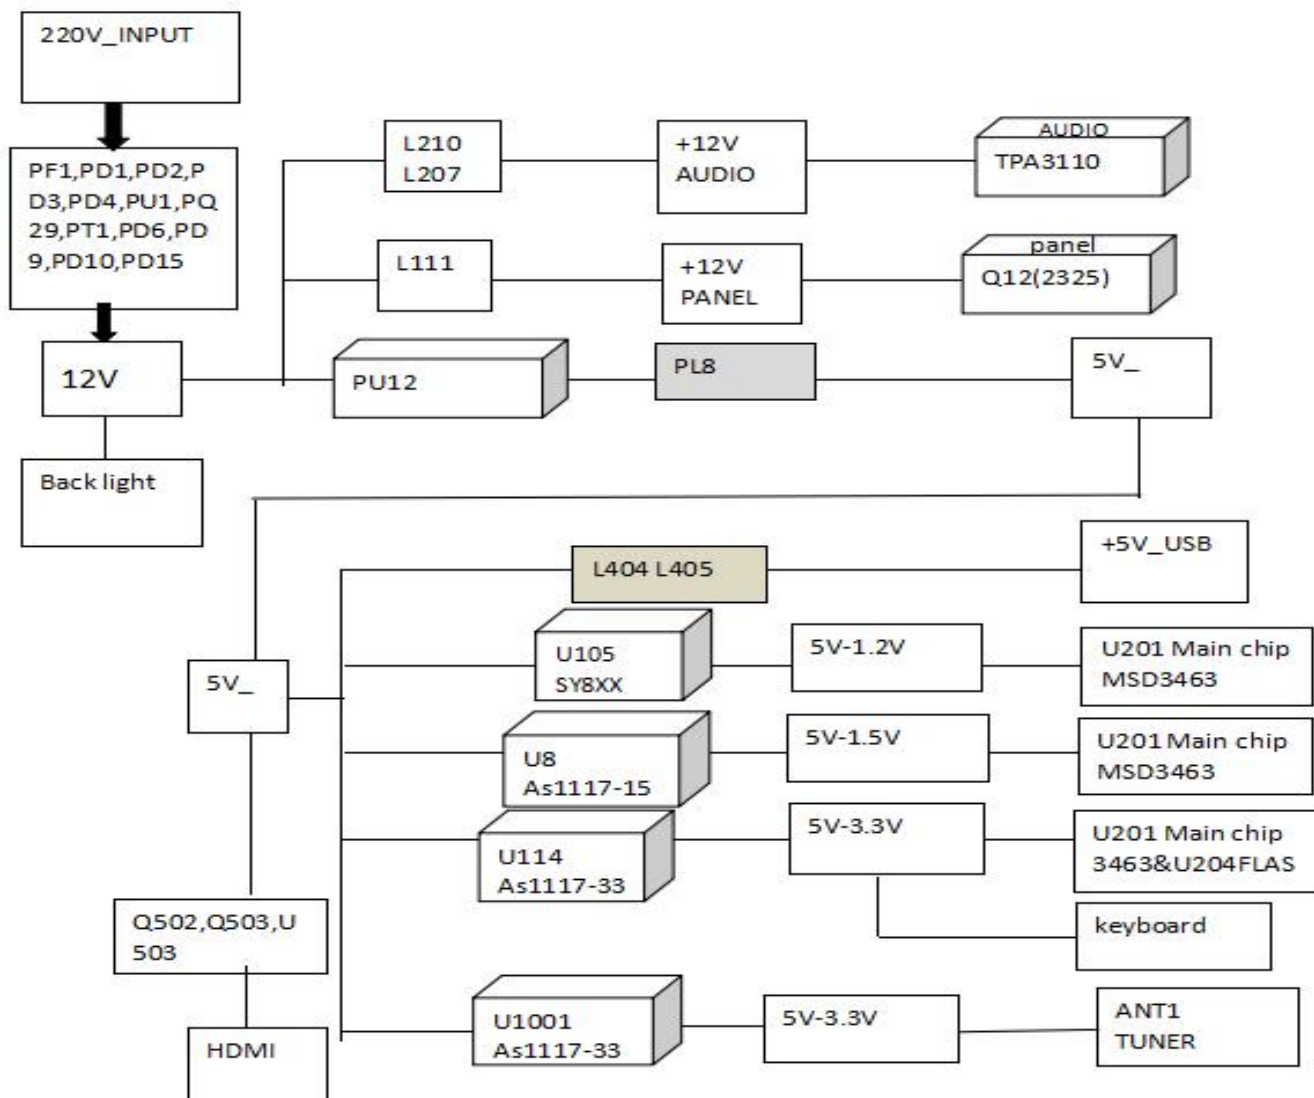 220V_INPUT
PF1,PD1,PD2,P
D3,PD4,PU1,PQ
29,PT1,PD6,PD
9,PD10,PD15
L210
L207
+12V
AUDIO
AUDIO
TPA3110
L111
+12V
PANEL
panel
Q12(2325)
12V
PU12
PL8
5V_
Back light
L404 L405
+5V_USB
5V_
U105
SY8XX
5V-1.2V
U201 Main chip
MSD3463
U8
As1117-15
5V-1.5V
U201 Main chip
MSD3463
U114
As1117-33
5V-3.3V
U201 Main chip
3463&U204FLAS
keyboard
Q502,Q503,U
503
HDMI
U1001
As1117-33
5V-3.3V
ANT1
TUNER